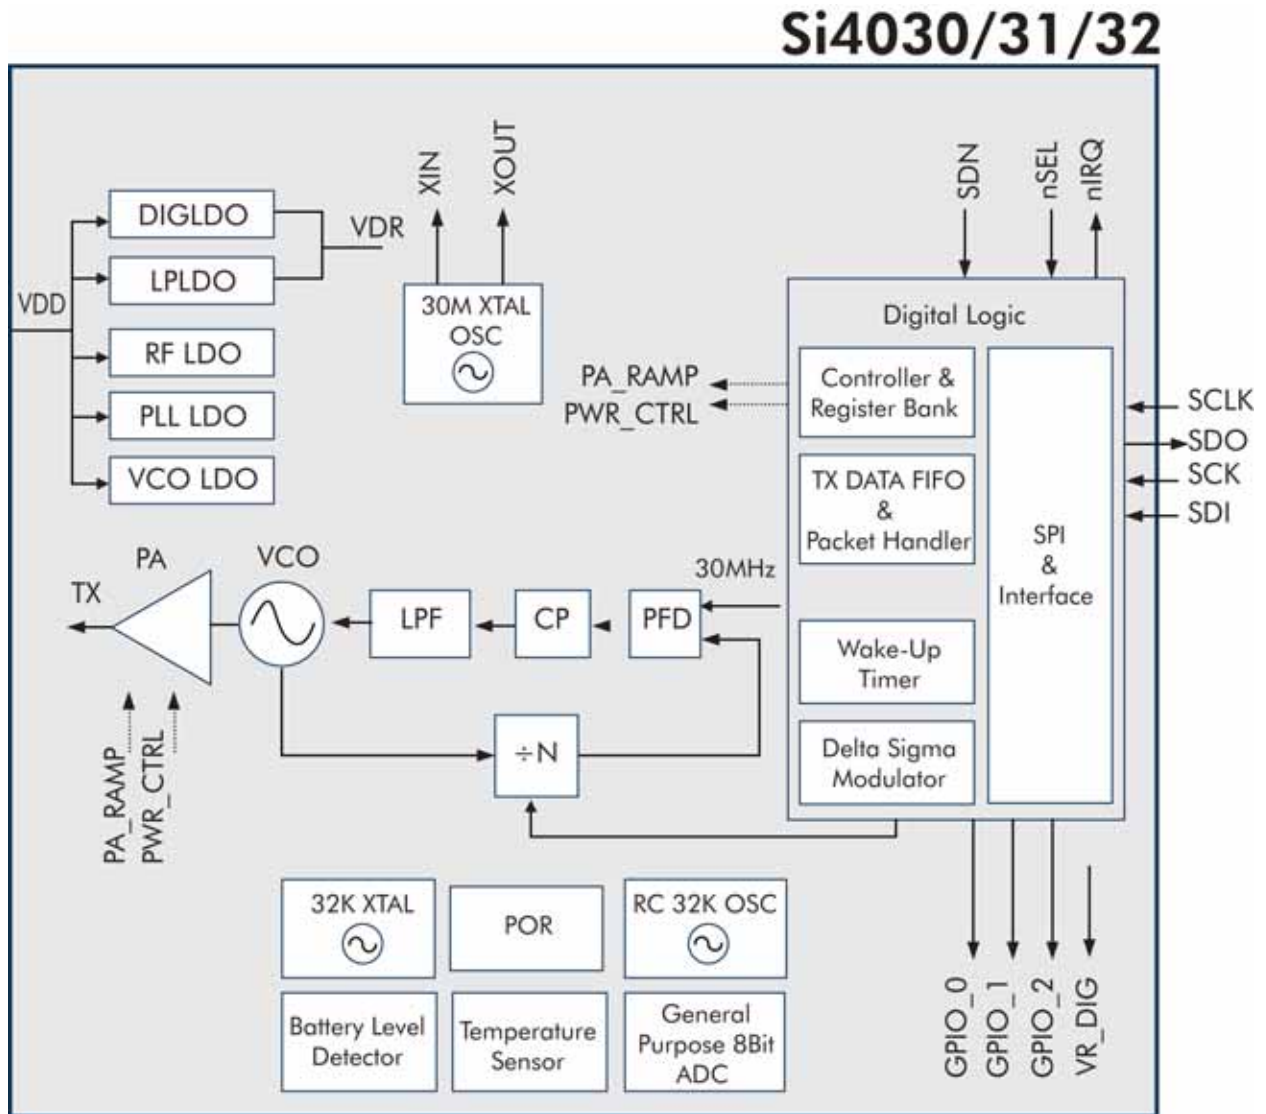 Si4030/31/32
XIN
XOUT
SDN
nSEL
nIRQ
DIGLDO
VDR
LPLDO
VDD
RF LDO
PLL LDO
VCO LDO
30M XTAL
OSC
Digital Logic
PA_RAMP
PWR_CTRL
Controller &
Register Bank
TX DATA FIFO
&
Packet Handler
SPI
&
Interface
Wake-Up
Timer
Delta Sigma
Modulator
SCLK
SDO
SCK
SDI
TX
PA
VCO
LPF
CP
PFD
30MHz
÷N
PA_RAMP
PWR_CTRL
32K XTAL
POR
RC 32K OSC
Battery Level
Detector
Temperature
Sensor
General
Purpose 8Bit
ADC
GPIO_0
GPIO_1
GPIO_2
VR_DIG